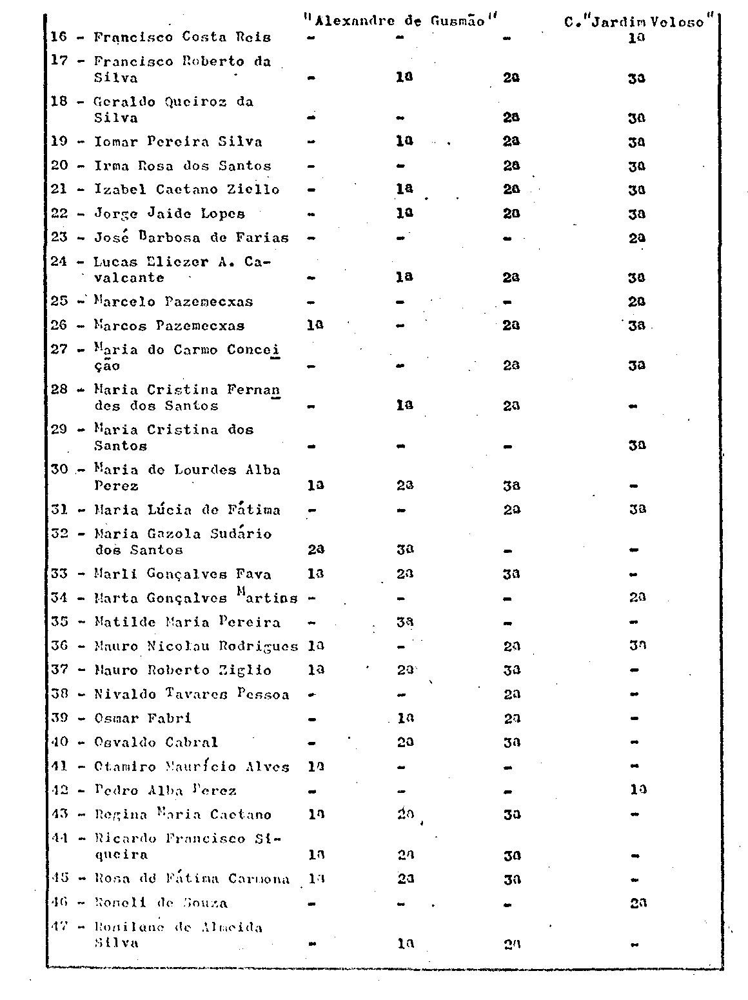 "Alexandre de Gusmão" C. "Jardim Veloso"
16 - Francisco Costa Reis - - - 1a
17 - Francisco Roberto da
Silva - 1a 2a 3a
18 - Geraldo Queiroz da
Silva - - 2a 3a
19 - Iomar Pereira Silva - 1a 2a 3a
20 - Irma Rosa dos Santos - - 2a 3a
21 - Izabel Caetano Ziello - 1a 2a 3a
22 - Jorge Jaide Lopes - 1a 2a 3a
23 - José Barbosa de Farias - - - 2a
24 - Lucas Eliezer A. Ca-
valcante - 1a 2a 3a
25 - Marcelo Pazemecxas - - - 2a
26 - Marcos Pazemecxas 1a - 2a 3a
27 - Maria do Carmo Concei
ção - - 2a 3a
28 - Maria Cristina Fernan
des dos Santos - 1a 2a -
29 - Maria Cristina dos
Santos - - - 3a
30 - Maria de Lourdes Alba
Perez 1a 2a 3a -
31 - Maria Lúcia de Fátima - - 2a 3a
32 - Maria Gazola Sudário
dos Santos 2a 3a - -
33 - Marli Gonçalves Fava 1a 2a 3a -
34 - Marta Gonçalves Martins - - - 2a
35 - Matilde Maria Pereira - 3a - -
36 - Mauro Nicolau Rodrigues 1a - 2a 3a
37 - Mauro Roberto Ziglio 1a 2a 3a -
38 - Nivaldo Tavares Pessoa - - 2a -
39 - Osmar Fabri - 1a 2a -
40 - Osvaldo Cabral - 2a 3a -
41 - Otamiro Maurício Alves 1a - - -
42 - Pedro Alba Perez - - - 1a
43 - Regina Maria Caetano 1a 2a 3a -
44 - Ricardo Francisco Si-
queira 1a 2a 3a -
45 - Rosa de Fátima Carmona 1a 2a 3a -
46 - Roneli de Souza - - - 2a
47 - Ronilane de Almeida
Silva - 1a 2a -